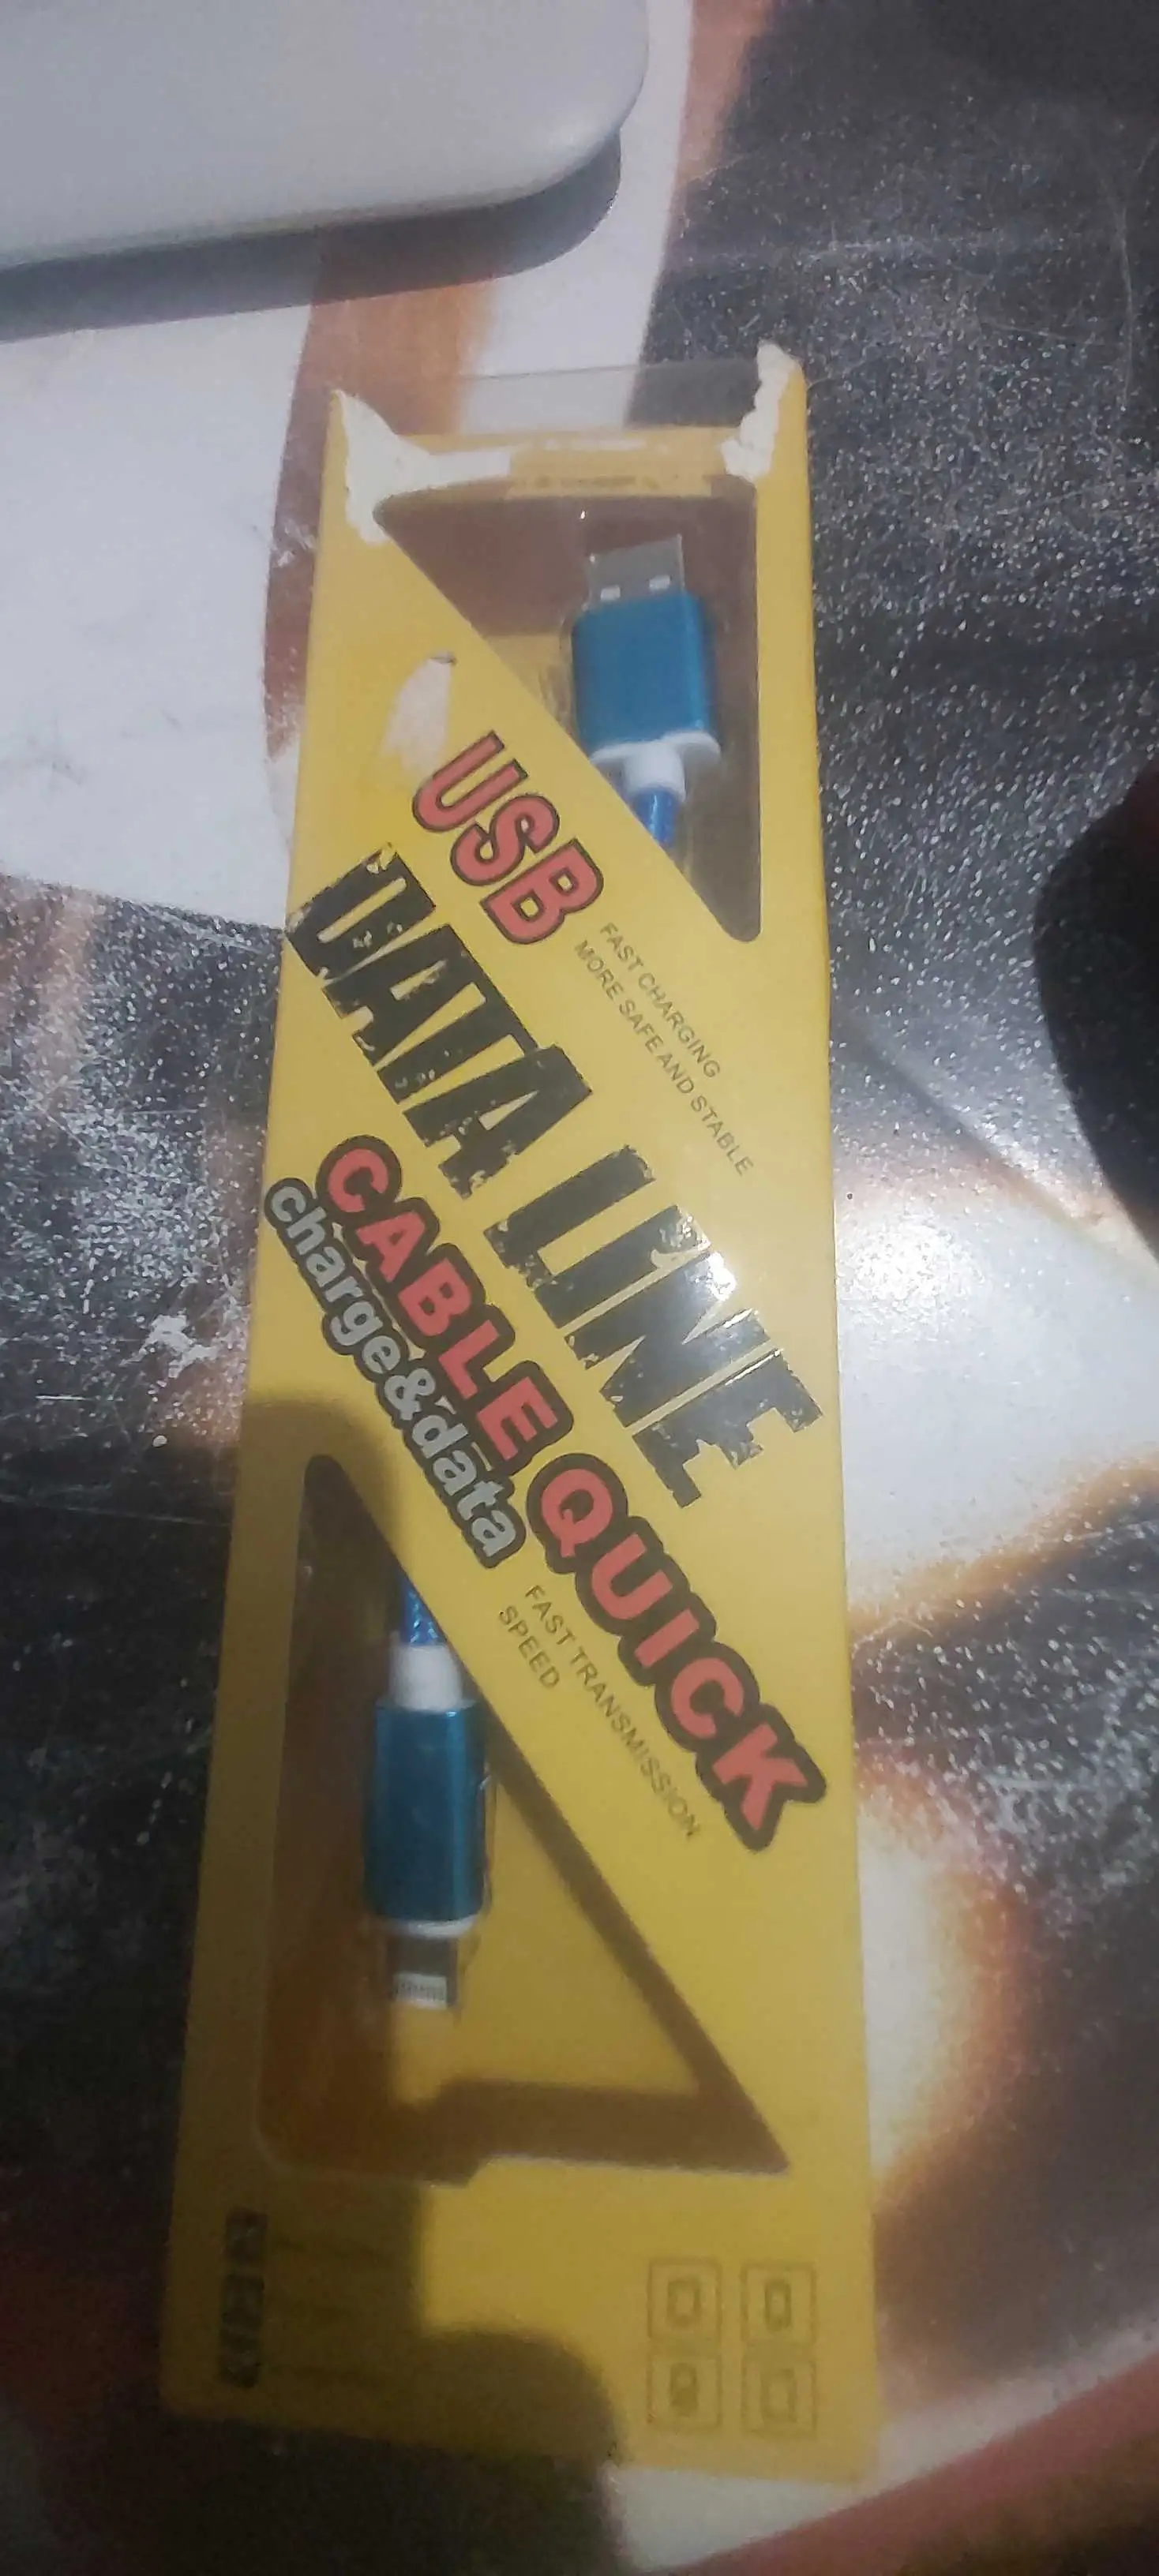 USB
FAST CHARGING
MORE SAFE AND STABLE
DATA LINE
CABLE QUICK
charge&data
FAST TRANSMISSION
SPEED